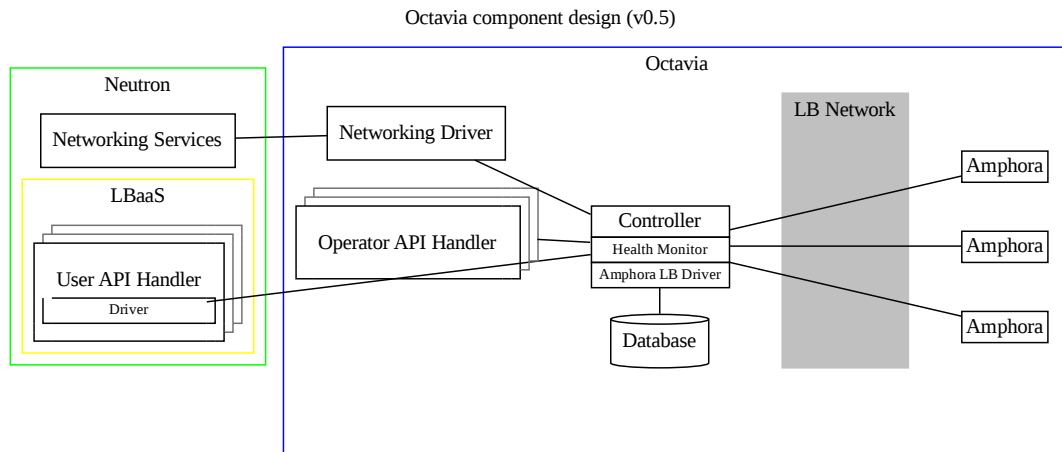 Octavia component design (v0.5)
Neutron
Networking Services
LBaaS
User API Handler
Driver
Octavia
Networking Driver
Operator API Handler
Controller
Health Monitor
Amphora LB Driver
Database
LB Network
Amphora
Amphora
Amphora